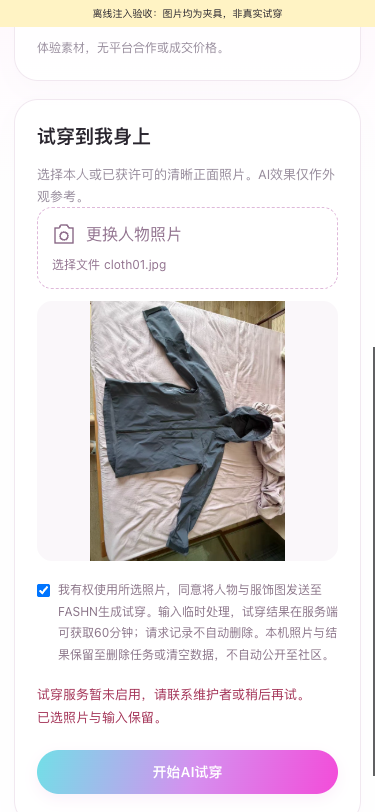 离线注入验收：图片均为夹具，非真实试穿
体验素材，无平台合作或成交价格。
试穿到我身上
选择本人或已获许可的清晰正面照片。AI效果仅作外
观参考。
更换人物照片
选择文件 cloth01.jpg
我有权使用所选照片，同意将人物与服饰图发送至
FASHN生成试穿。输入临时处理，试穿结果在服务端
可获取60分钟；请求记录不自动删除。本机照片与结
果保留至删除任务或清空数据，不自动公开至社区。
试穿服务暂未启用，请联系维护者或稍后再试。
已选照片与输入保留。
开始AI试穿